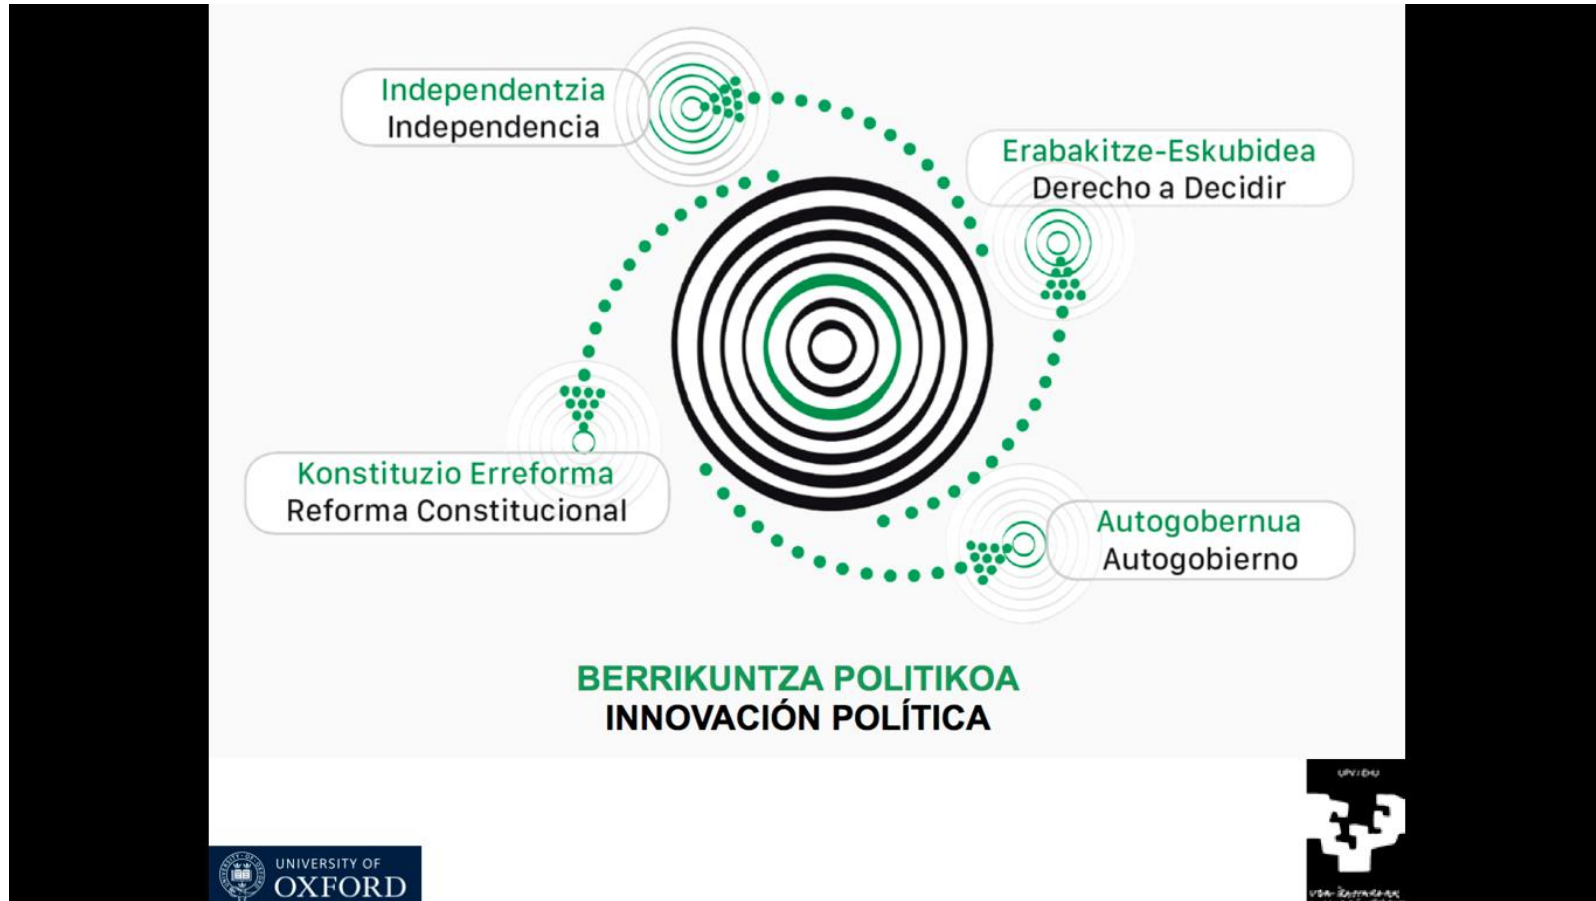 Independentzia
Independencia
Erabakitze-Eskubidea
Derecho a Decidir
Konstituzio Erreforma
Reforma Constitucional
Autogobernua
Autogobierno
BERRIKUNTZA POLITIKOA
INNOVACIÓN POLÍTICA
UPV / EHU
UNIVERSITY OF
OXFORD